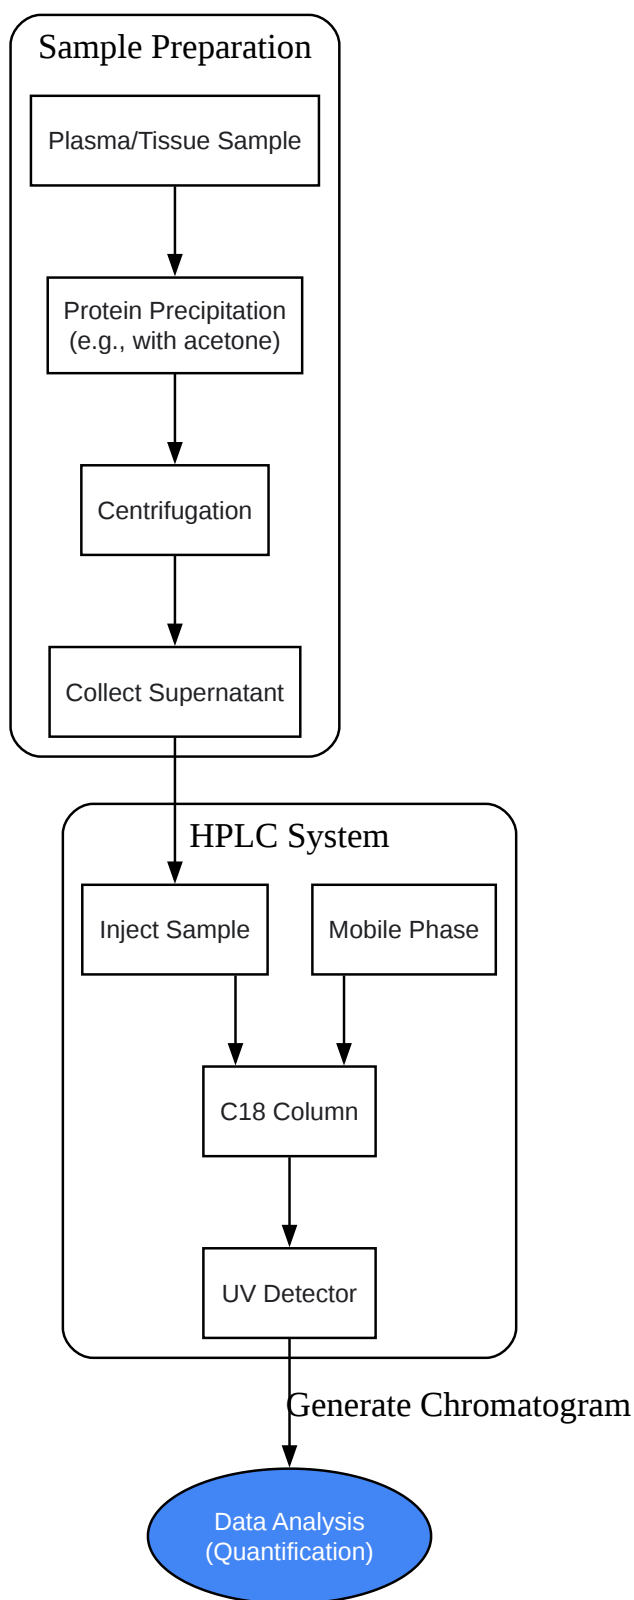 Sample Preparation
Plasma/Tissue Sample
Protein Precipitation
(e.g., with acetone)
Centrifugation
Collect Supernatant
HPLC System
Inject Sample
Mobile Phase
C18 Column
UV Detector
Generate Chromatogram
Data Analysis
(Quantification)